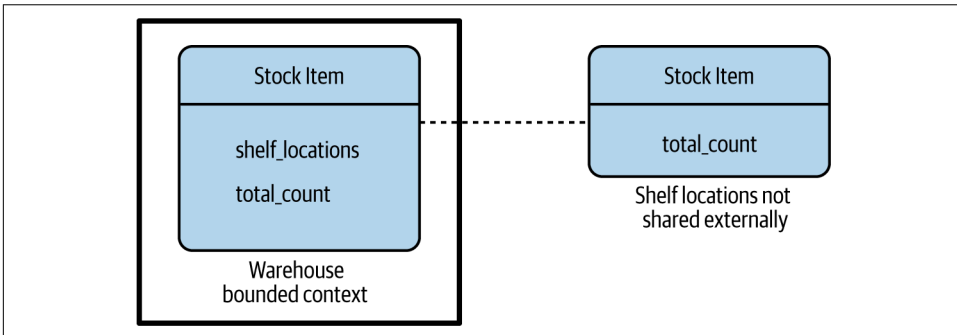 Stock Item
shelf_locations
total_count
Warehouse
bounded context
Stock Item
total_count
Shelf locations not
shared externally